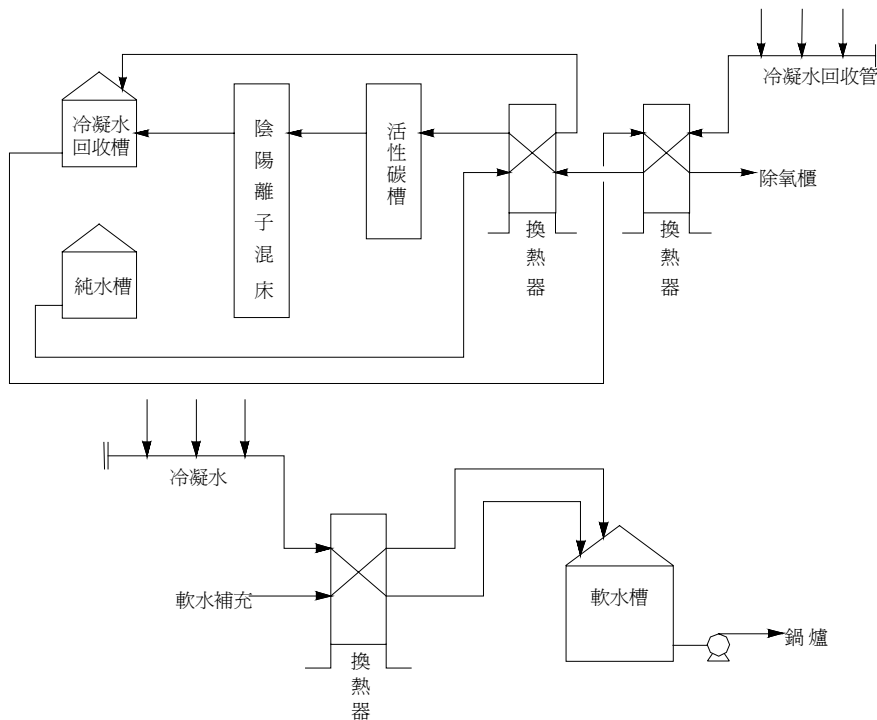 冷凝水回收管
冷凝水
回收槽
陰陽離子混床
活性碳槽
除氧櫃
換熱器
換熱器
純水槽
冷凝水
軟水補充
軟水槽
鍋爐
換熱器